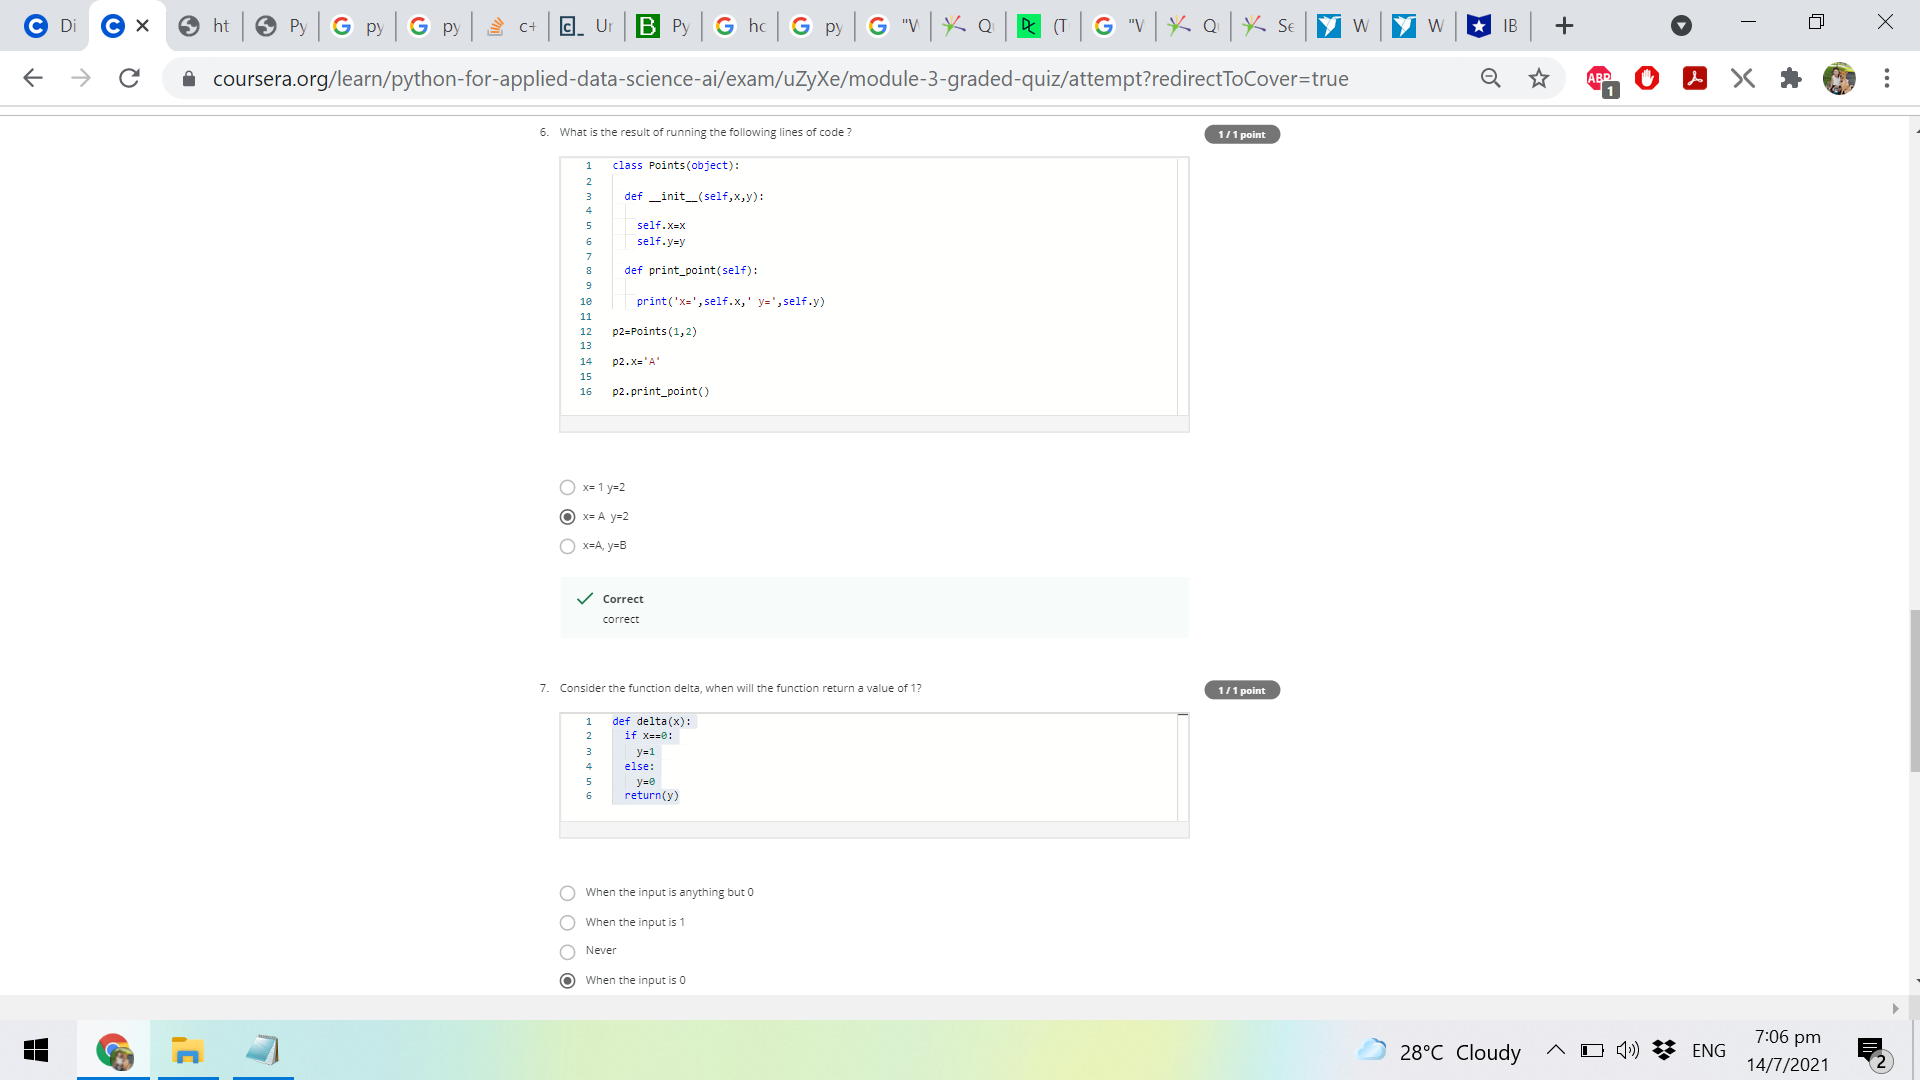 Di
ht
Py
py
py
c+
Ur
Py
hc
py
"W
Q
(T
"V
Q
Se
W
W
IB
coursera.org/learn/python-for-applied-data-science-ai/exam/uZyXe/module-3-graded-quiz/attempt?redirectToCover=true
ABP
1
6. What is the result of running the following lines of code ?
1 / 1 point
1 class Points(object):
2
3 def __init__(self,x,y):
4
5 self.x=x
6 self.y=y
7
8 def print_point(self):
9
10 print('x=',self.x,' y=',self.y)
11
12 p2=Points(1,2)
13
14 p2.x='A'
15
16 p2.print_point()
x= 1 y=2
x= A  y=2
x=A, y=B
Correct
correct
7. Consider the function delta, when will the function return a value of 1?
1 / 1 point
1 def delta(x):
2 if x==0:
3 y=1
4 else:
5 y=0
6 return(y)
When the input is anything but 0
When the input is 1
Never
When the input is 0
28°C Cloudy
ENG
7:06 pm
14/7/2021
2